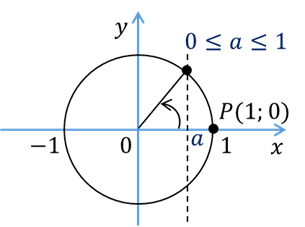 y
0 ≤ a ≤ 1
P(1; 0)
−1 0 a 1 x